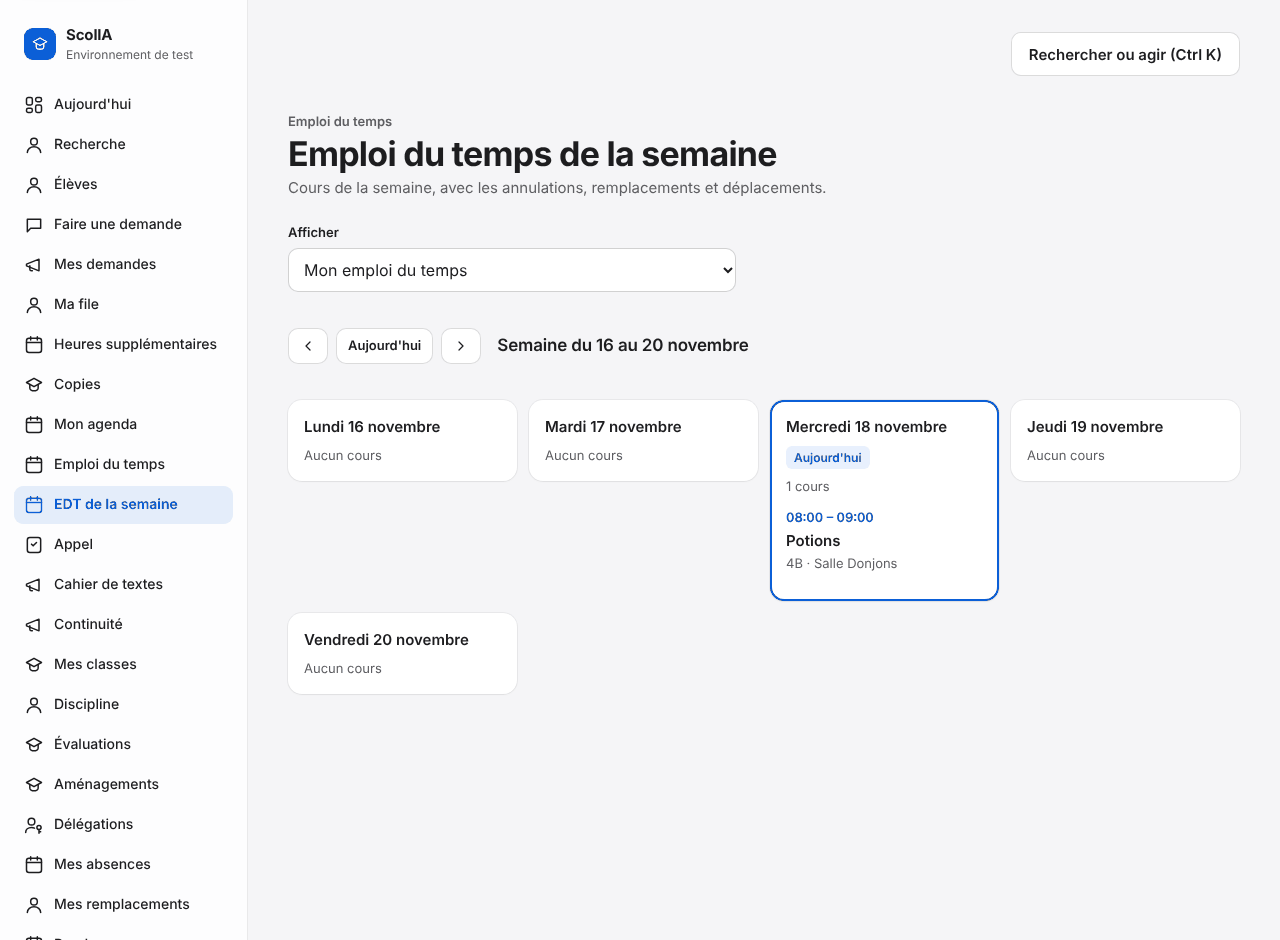 ScolIA
Environnement de test
Aujourd'hui
Recherche
Élèves
Faire une demande
Mes demandes
Ma file
Heures supplémentaires
Copies
Mon agenda
Emploi du temps
EDT de la semaine
Appel
Cahier de textes
Continuité
Mes classes
Discipline
Évaluations
Aménagements
Délégations
Mes absences
Mes remplacements
Rechercher ou agir (Ctrl K)
Emploi du temps
Emploi du temps de la semaine
Cours de la semaine, avec les annulations, remplacements et déplacements.
Afficher
Mon emploi du temps
Aujourd'hui
Semaine du 16 au 20 novembre
Lundi 16 novembre
Aucun cours
Mardi 17 novembre
Aucun cours
Mercredi 18 novembre
Aujourd'hui
1 cours
08:00 – 09:00
Potions
4B · Salle Donjons
Jeudi 19 novembre
Aucun cours
Vendredi 20 novembre
Aucun cours